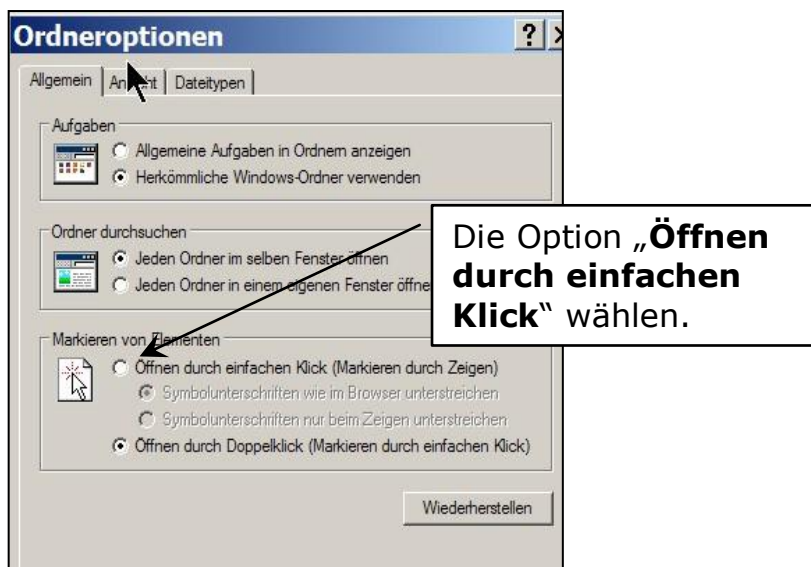 Ordneroptionen
Allgemein
Dateitypen
Aufgaben
Allgemeine Aufgaben in Ordnern anzeigen
Herkömmliche Windows-Ordner verwenden
Ordner durchsuchen
Jeden Ordner im selben Fenster öffnen
Jeden Ordner in einem eigenen Fenster öffne
Die Option „Öffnen
durch einfachen
Klick“ wählen.
Markieren von Elementen
Öffnen durch einfachen Klick (Markieren durch Zeigen)
Symbolunterschriften wie im Browser unterstreichen
Symbolunterschriften nur beim Zeigen unterstreichen
Öffnen durch Doppelklick (Markieren durch einfachen Klick)
Wiederherstellen